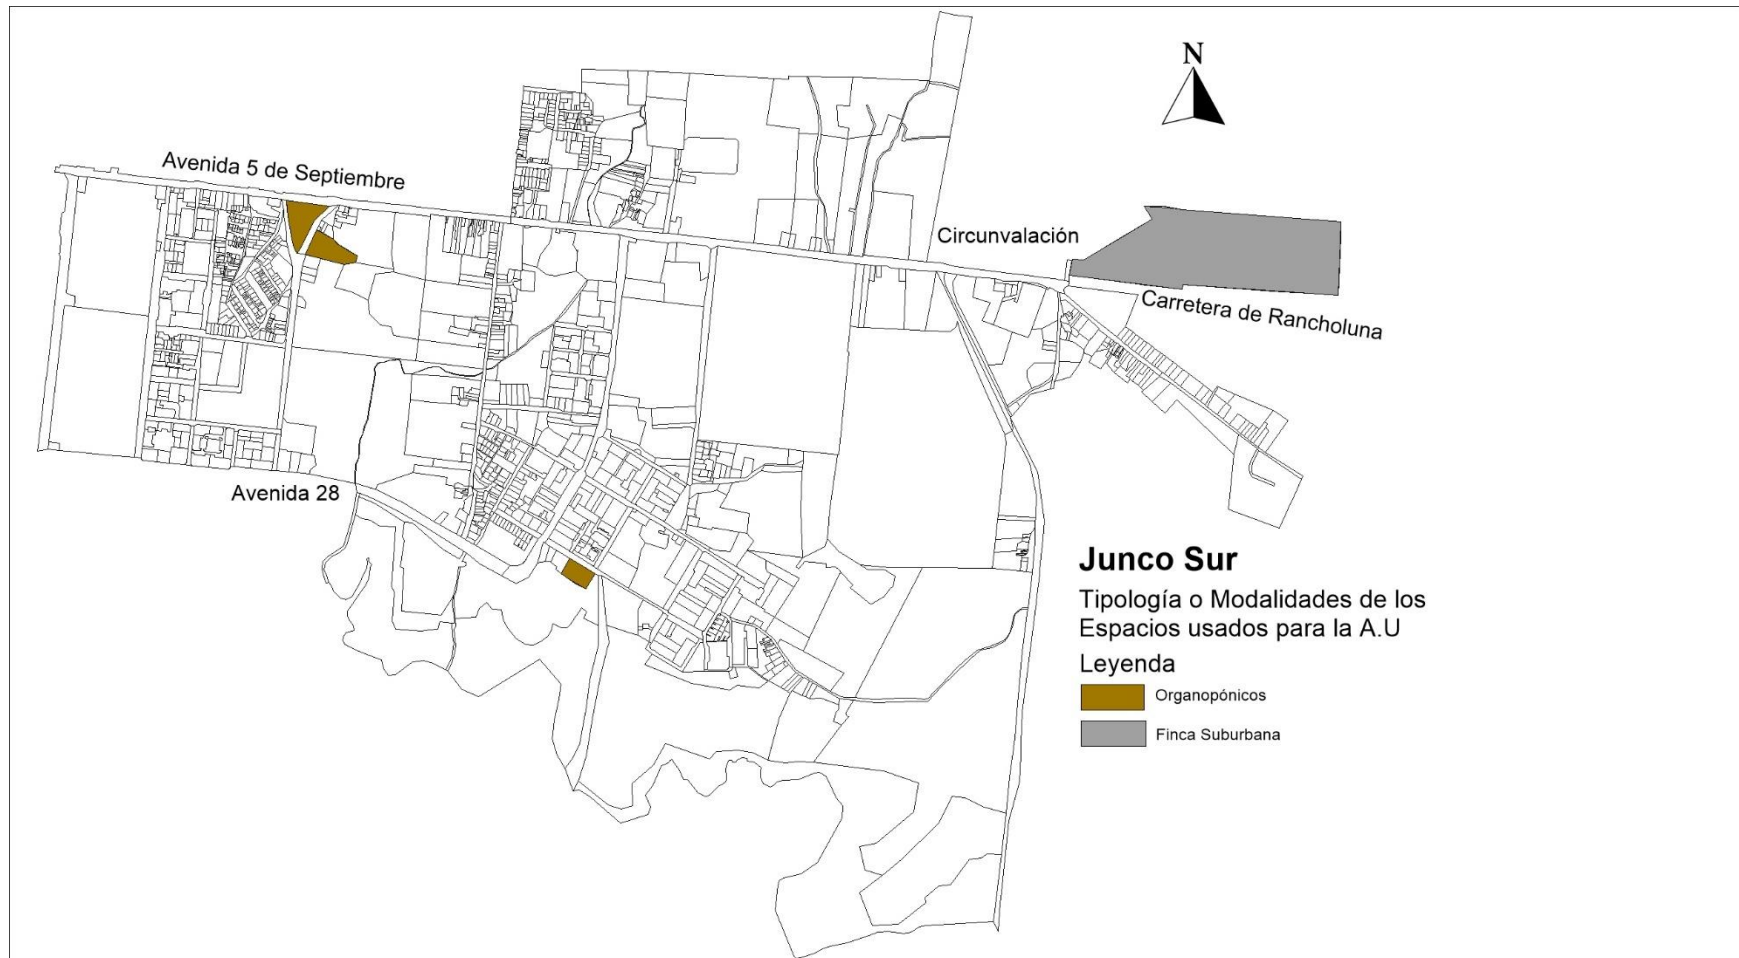 N
Avenida 5 de Septiembre
Circunvalación
Carretera de Rancholuna
Avenida 28
Junco Sur
Tipología o Modalidades de los
Espacios usados para la A.U
Leyenda
Organopónicos
Finca Suburbana